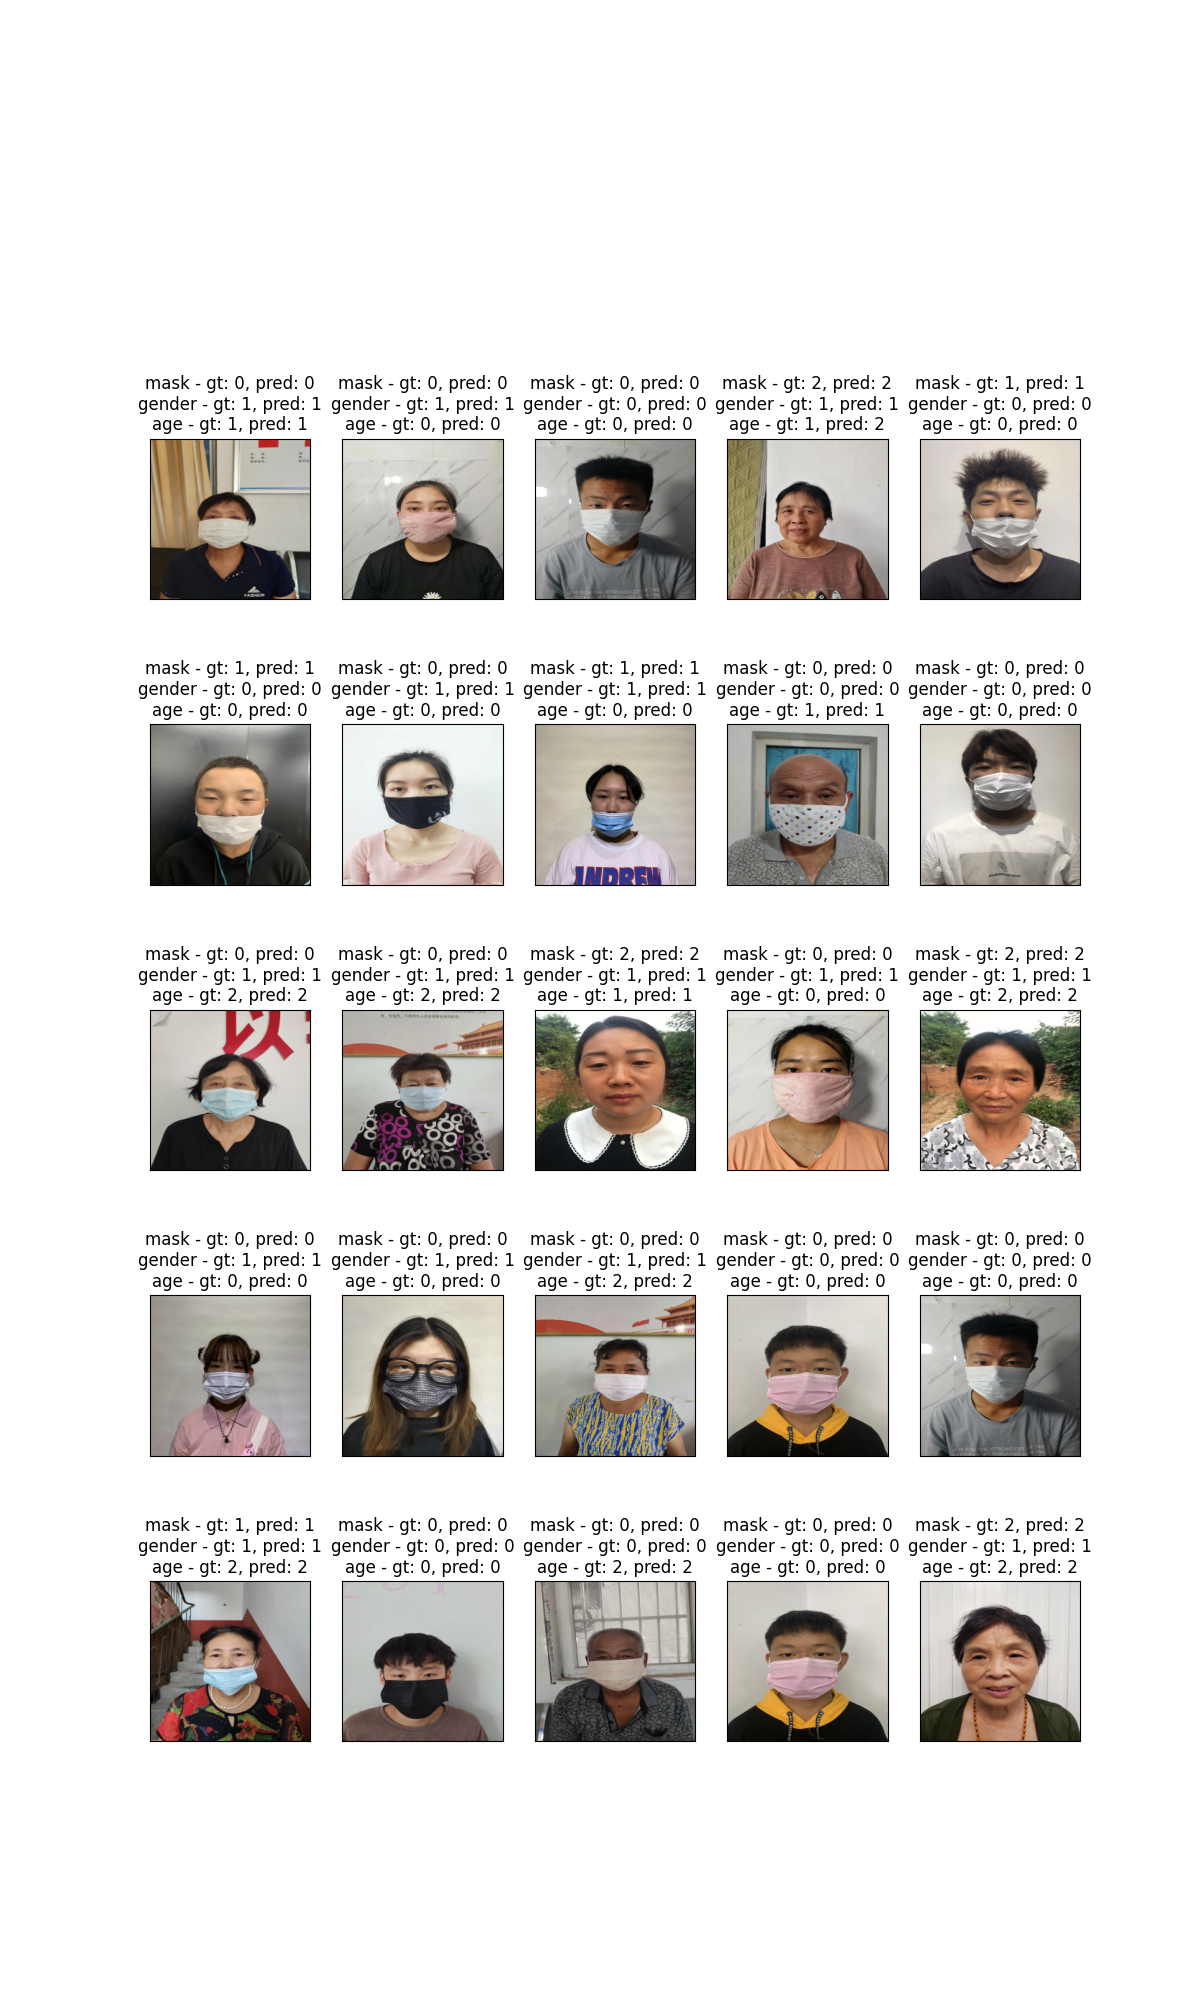 mask - gt: 0, pred: 0
gender - gt: 1, pred: 1
age - gt: 1, pred: 1
mask - gt: 0, pred: 0
gender - gt: 1, pred: 1
age - gt: 0, pred: 0
mask - gt: 0, pred: 0
gender - gt: 0, pred: 0
age - gt: 0, pred: 0
mask - gt: 2, pred: 2
gender - gt: 1, pred: 1
age - gt: 1, pred: 2
mask - gt: 1, pred: 1
gender - gt: 0, pred: 0
age - gt: 0, pred: 0
FASHION
mask - gt: 1, pred: 1
gender - gt: 0, pred: 0
age - gt: 0, pred: 0
mask - gt: 0, pred: 0
gender - gt: 1, pred: 1
age - gt: 0, pred: 0
mask - gt: 1, pred: 1
gender - gt: 1, pred: 1
age - gt: 0, pred: 0
mask - gt: 0, pred: 0
gender - gt: 0, pred: 0
age - gt: 1, pred: 1
mask - gt: 0, pred: 0
gender - gt: 0, pred: 0
age - gt: 0, pred: 0
mask - gt: 0, pred: 0
gender - gt: 1, pred: 1
age - gt: 2, pred: 2
mask - gt: 0, pred: 0
gender - gt: 1, pred: 1
age - gt: 2, pred: 2
mask - gt: 2, pred: 2
gender - gt: 1, pred: 1
age - gt: 1, pred: 1
mask - gt: 0, pred: 0
gender - gt: 1, pred: 1
age - gt: 0, pred: 0
mask - gt: 2, pred: 2
gender - gt: 1, pred: 1
age - gt: 2, pred: 2
以
mask - gt: 0, pred: 0
gender - gt: 1, pred: 1
age - gt: 0, pred: 0
mask - gt: 0, pred: 0
gender - gt: 1, pred: 1
age - gt: 0, pred: 0
mask - gt: 0, pred: 0
gender - gt: 1, pred: 1
age - gt: 2, pred: 2
mask - gt: 0, pred: 0
gender - gt: 0, pred: 0
age - gt: 0, pred: 0
mask - gt: 0, pred: 0
gender - gt: 0, pred: 0
age - gt: 0, pred: 0
mask - gt: 1, pred: 1
gender - gt: 1, pred: 1
age - gt: 2, pred: 2
mask - gt: 0, pred: 0
gender - gt: 0, pred: 0
age - gt: 0, pred: 0
mask - gt: 0, pred: 0
gender - gt: 0, pred: 0
age - gt: 2, pred: 2
mask - gt: 0, pred: 0
gender - gt: 0, pred: 0
age - gt: 0, pred: 0
mask - gt: 2, pred: 2
gender - gt: 1, pred: 1
age - gt: 2, pred: 2